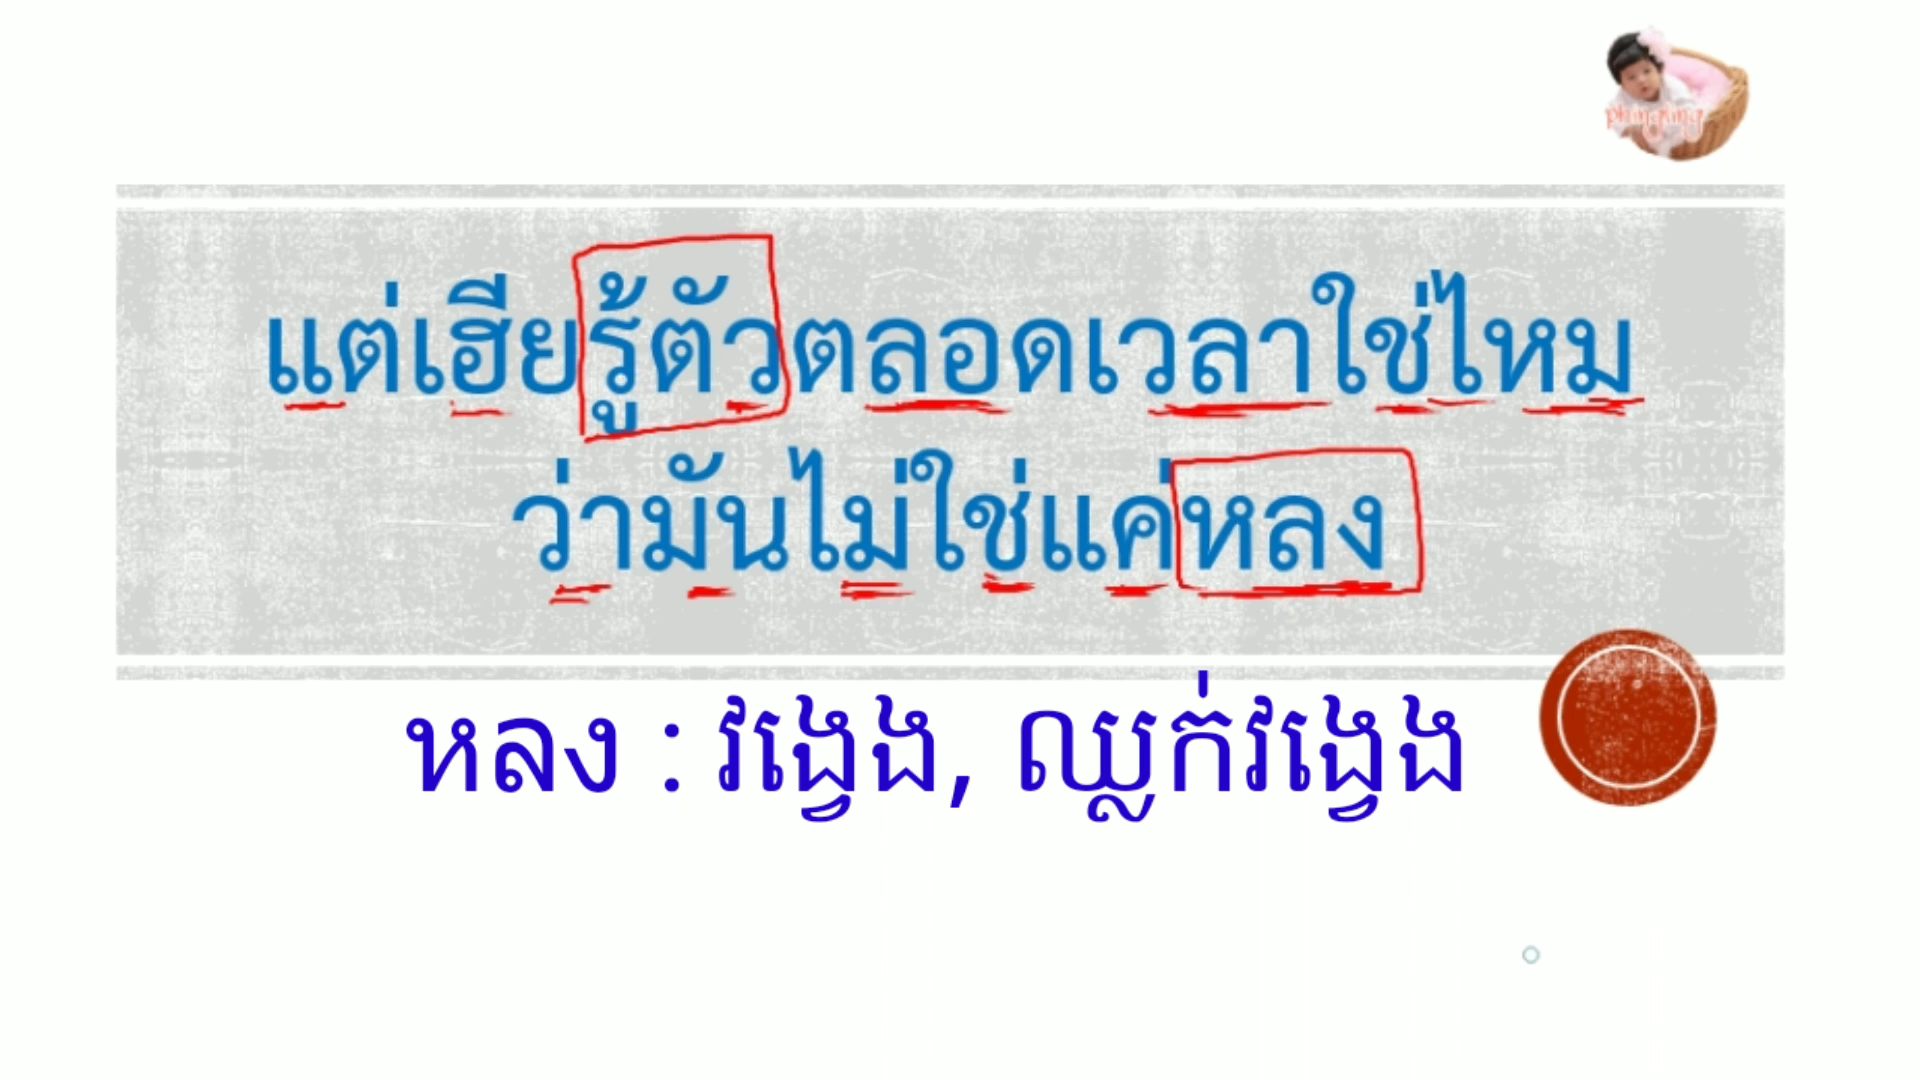 phingking
แต่เฮียรู้ตัวตลอดเวลาใช่ไหม
ว่ามันไม่ใช่แค่หลง
หลง : វង្វេង, ឈ្លក់វង្វេង